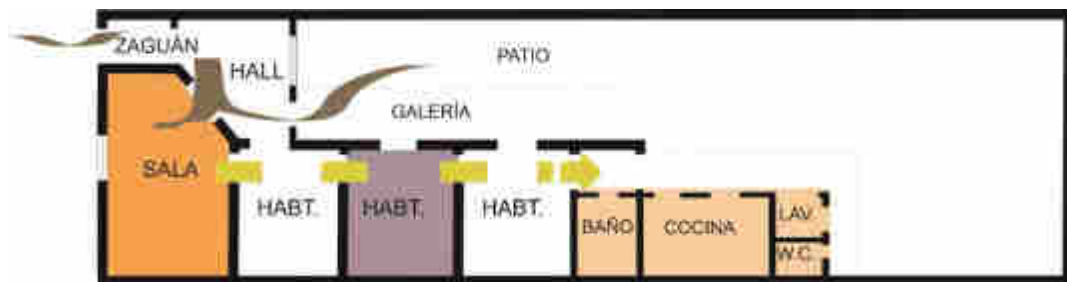 ZAGUÁN
HALL
PATIO
GALERÍA
SALA
HABT.
HABT.
HABT.
BAÑO
COCINA
LAV.
W.C.